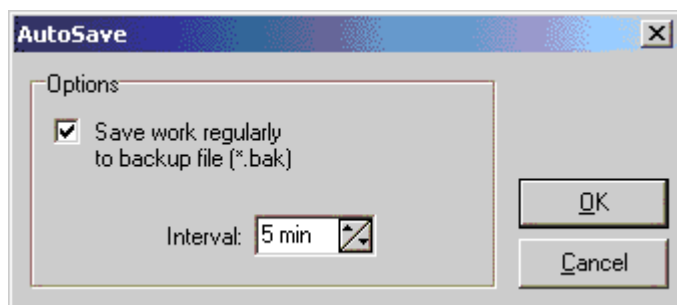 AutoSave
Options
Save work regularly
to backup file (*.bak)
Interval: 5 min
OK
Cancel